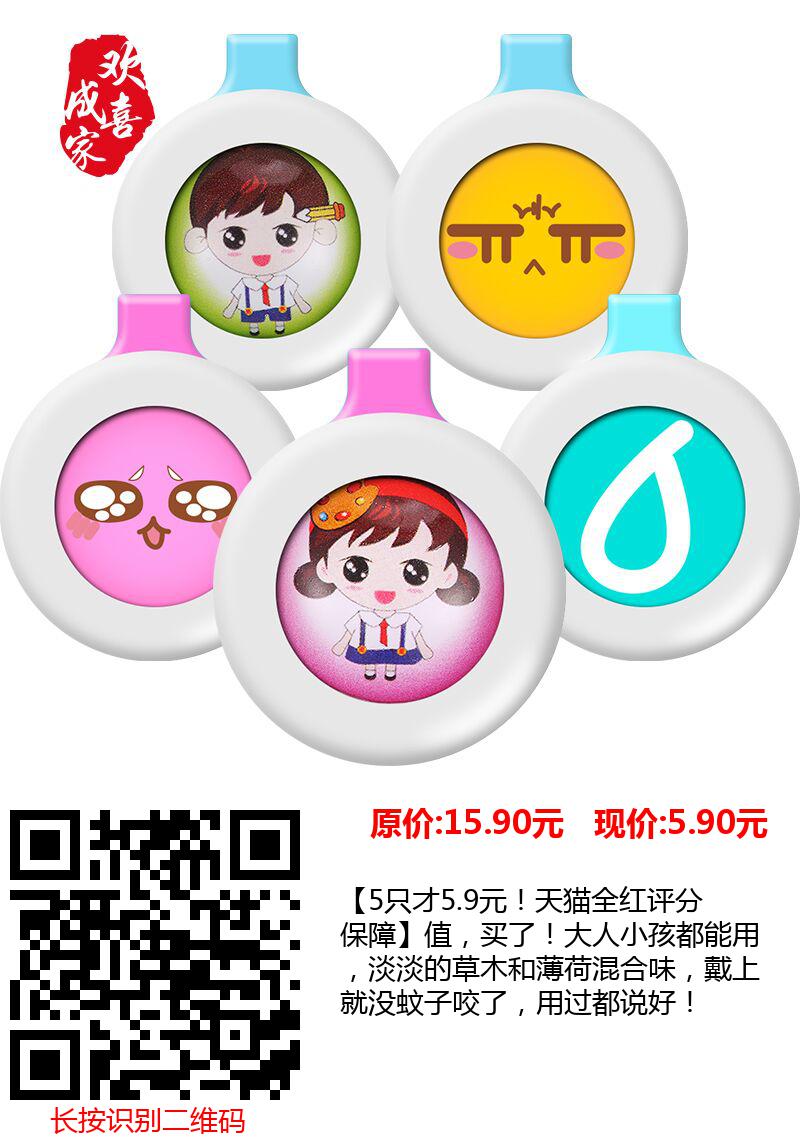 欢喜
成家
原价:15.90元 现价:5.90元
【5只才5.9元！天猫全红评分
保障】值，买了！大人小孩都能用
，淡淡的草木和薄荷混合味，戴上
就没蚊子咬了，用过都说好！
长按识别二维码